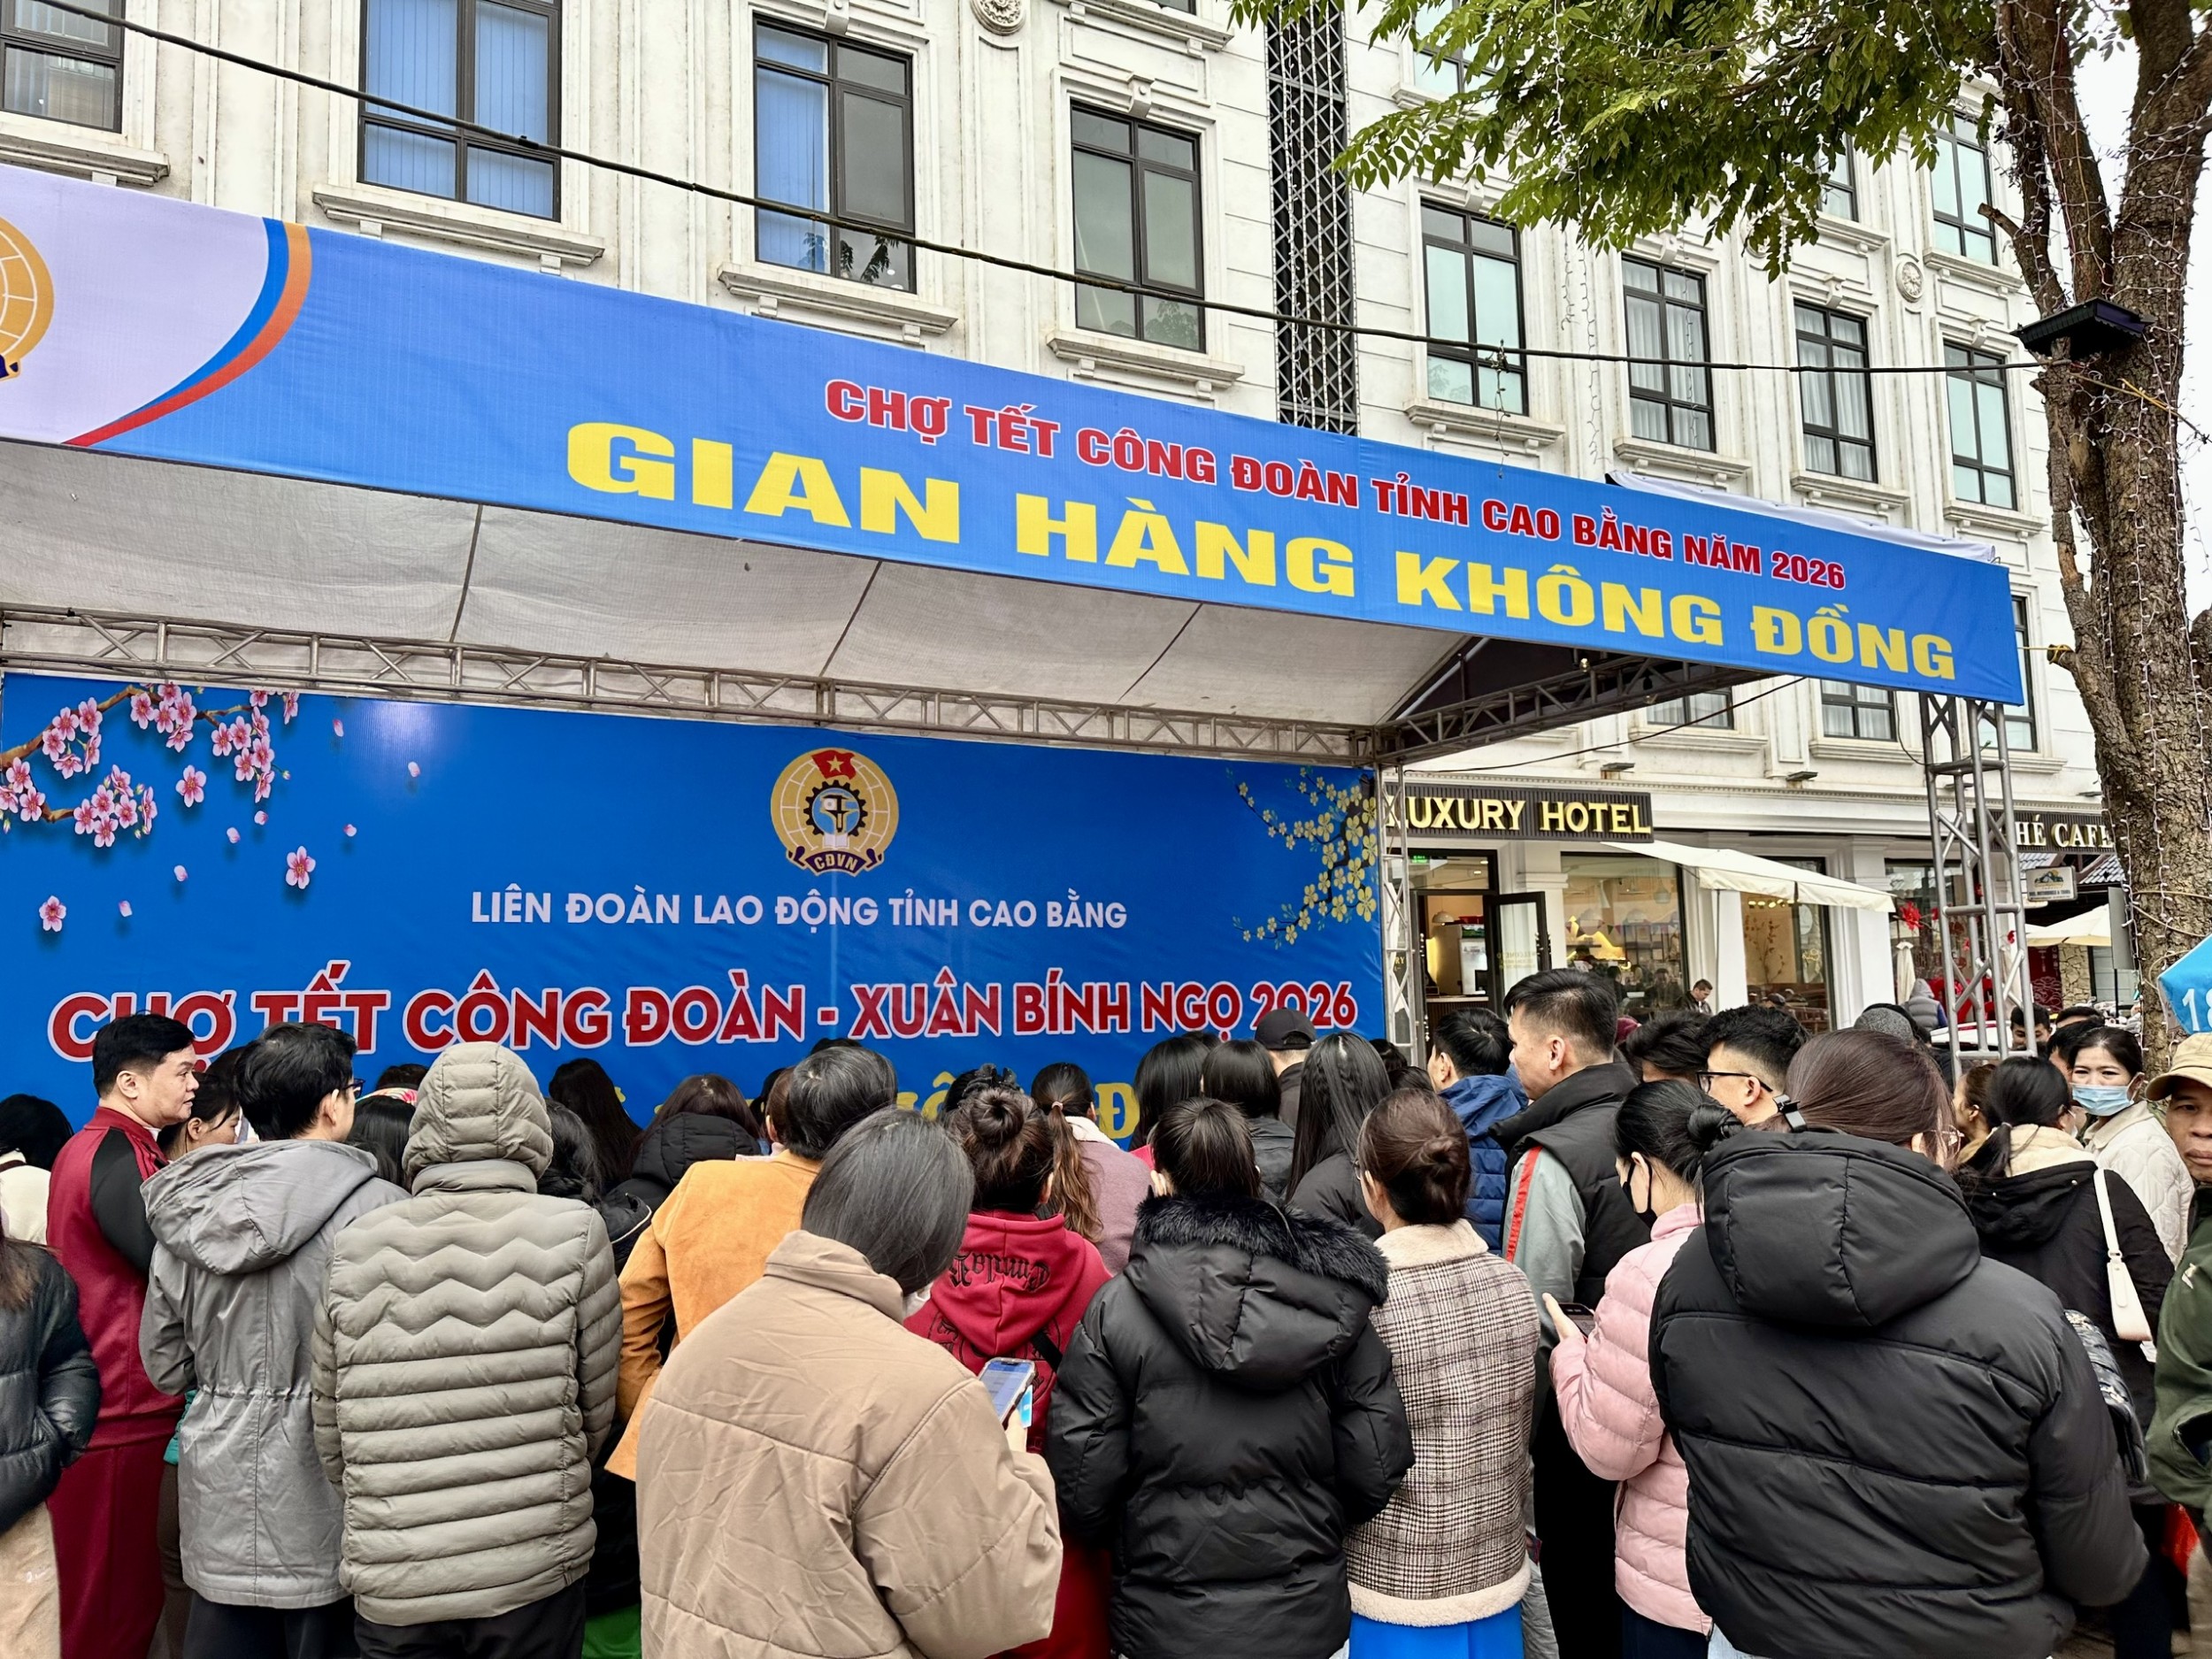 CHỢ TẾT CÔNG ĐOÀN TỈNH CAO BẰNG NĂM 2026
GIAN HÀNG KHÔNG ĐỒNG
CĐVN
LIÊN ĐOÀN LAO ĐỘNG TỈNH CAO BẰNG
CHỢ TẾT CÔNG ĐOÀN - XUÂN BÍNH NGỌ 2026
LUXURY HOTEL